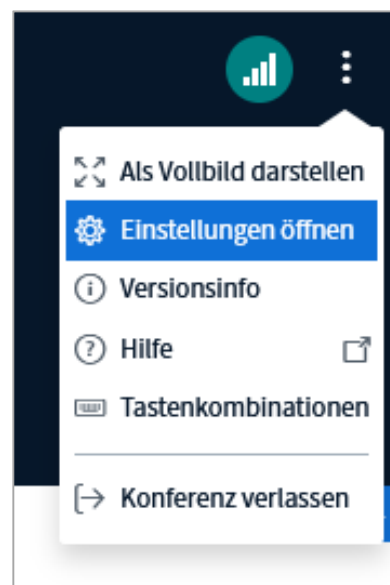 Als Vollbild darstellen
Einstellungen öffnen
Versionsinfo
Hilfe
Tastenkombinationen
Konferenz verlassen